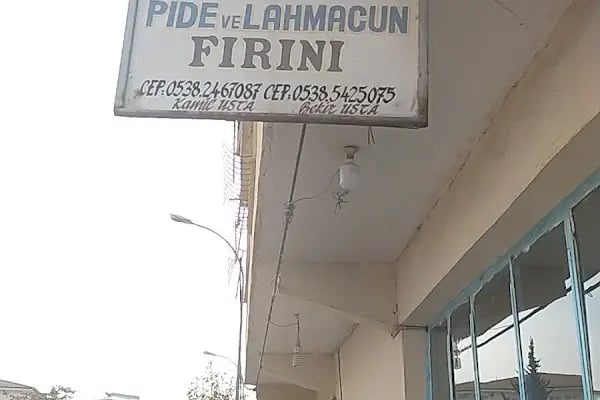 PIDE VE LAHMACUN
FIRINI
CEP.0538.2467087 CEP.0538.5425075
Kamil USTA Bekir USTA